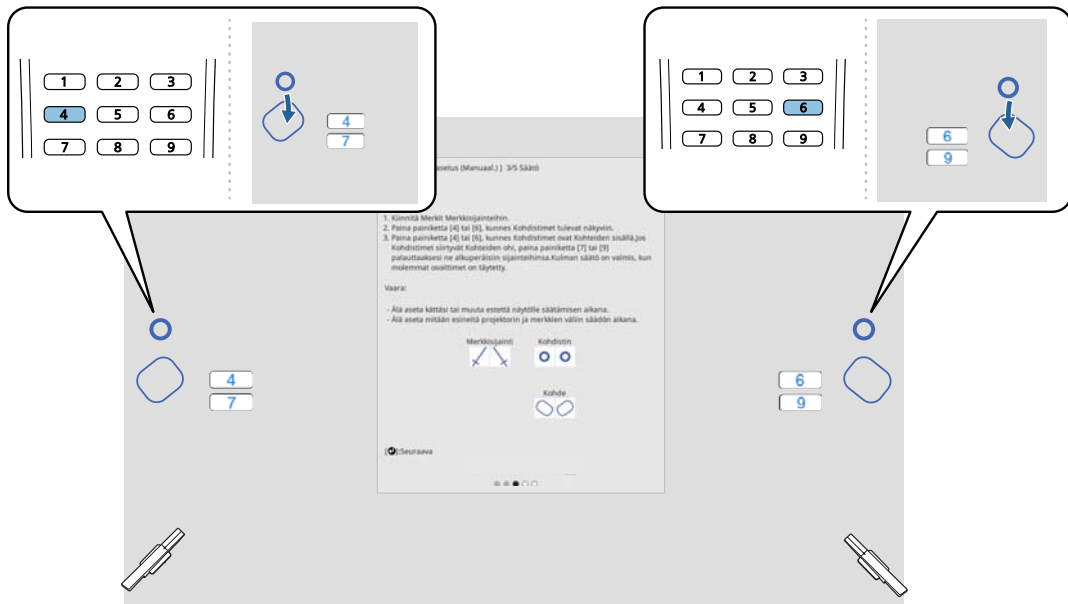 1 2 3
4 5 6
7 8 9
4
7
1 2 3
4 5 6
7 8 9
6
9
asetus (Manuaal.) ] 3/5 Säätö
1. Kiinnitä Merkit Merkkisijainteihin.
2. Paina painiketta [4] tai [6], kunnes Kohdistimet tulevat näkyviin.
3. Paina painiketta [4] tai [6], kunnes Kohdistimet ovat Kohteiden sisällä.Jos
Kohdistimet siirtyvät Kohteiden ohi, paina painiketta [7] tai [9]
palauttaaksesi ne alkuperäisiin sijainteihinsa.Kulman säätö on valmis, kun
molemmat osoittimet on täytetty.
Vaara:
- Älä aseta kättäsi tai muuta estettä näytölle säätämisen aikana.
- Älä aseta mitään esineitä projektorin ja merkkien väliin säädön aikana.
Merkkisijainti Kohdistin
Kohde
4
7
6
9
[ ]:Seuraava